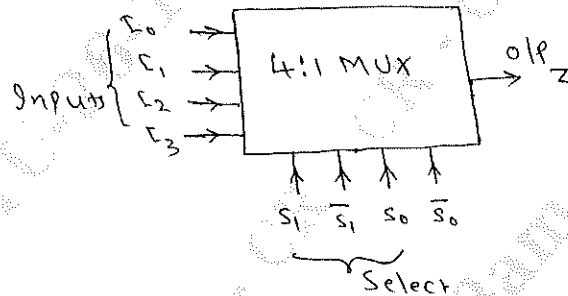 I₀
I₁
Inputs
I₂
I₃
4:1 MUX
o/p
Z
S₁ S̅₁ S₀ S̅₀
Select